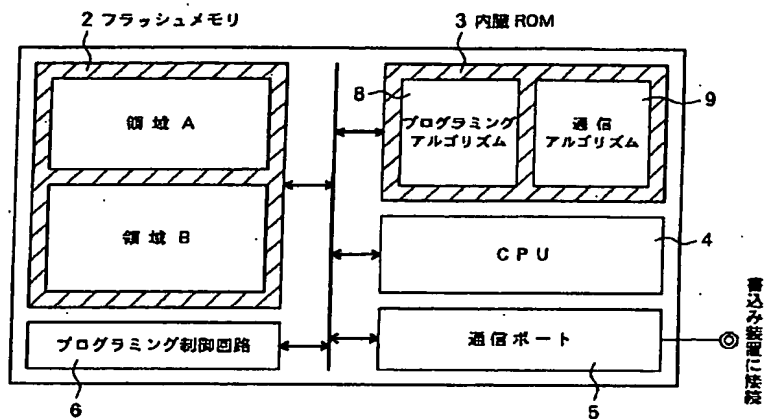 2 フラッシュメモリ
3 内臓 ROM
8
プログラミング
アルゴリズム
通信
アルゴリズム
9
領域 A
領域 B
CPU
4
プログラミング制御回路
6
通信ポート
5
書込み装置に接続